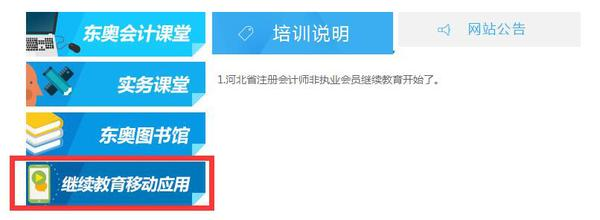 东奥会计课堂
实务课堂
东奥图书馆
继续教育移动应用
培训说明
网站公告
1.河北省注册会计师非执业会员继续教育开始了。